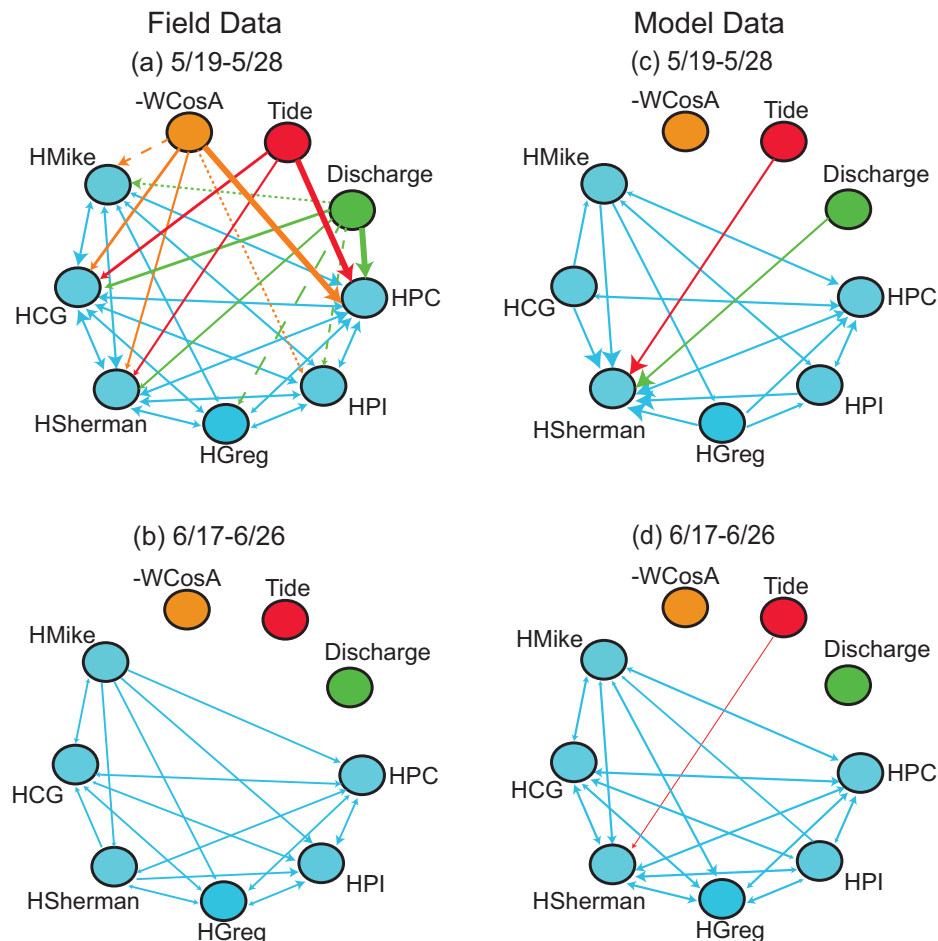 Field Data
Model Data
(a) 5/19-5/28
(c) 5/19-5/28
-WCosA
Tide
HMike
Discharge
HCG
HPC
HSherman
HPI
HGreg
-WCosA
Tide
HMike
Discharge
HCG
HPC
HSherman
HPI
HGreg
(b) 6/17-6/26
(d) 6/17-6/26
-WCosA
Tide
HMike
Discharge
HCG
HPC
HSherman
HPI
HGreg
-WCosA
Tide
HMike
Discharge
HCG
HPC
HSherman
HPI
HGreg